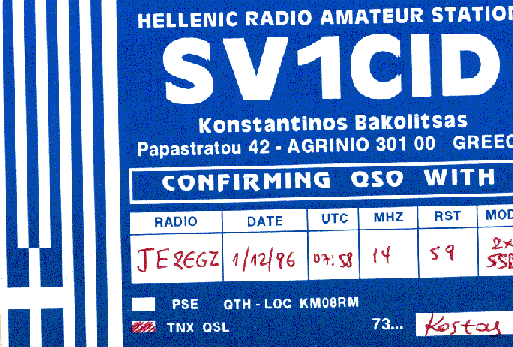 HELLENIC RADIO AMATEUR STATION
SV1CID
Konstantinos Bakolitsas
Papastratou 42 - AGRINIO 301 00 GREEC
CONFIRMING QSO WITH
RADIO DATE UTC MHZ RST MOD
JE2EGZ 1/12/96 07:58 14 59 2x SSB
PSE QTH - LOC KM08RM
TNX QSL 73... Kostas